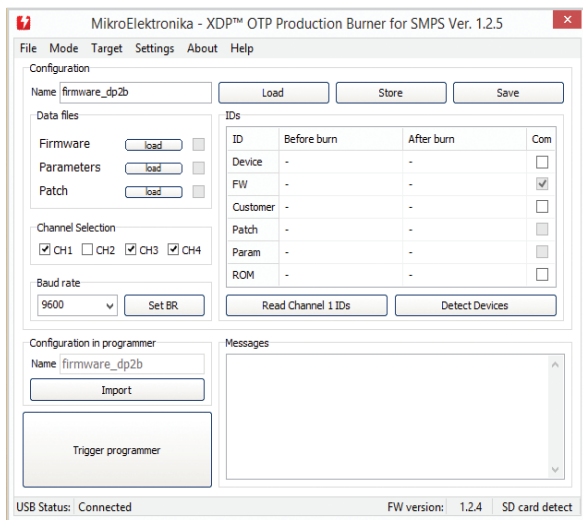 MikroElektronika - XDP™ OTP Production Burner for SMPS Ver. 1.2.5
File Mode Target Settings About Help
Configuration
Name firmware_dp2b Load Store Save
Data files
Firmware load
Parameters load
Patch load
IDs
ID Before burn After burn Com
Device - -
FW - -
Customer - -
Patch - -
Param - -
ROM - -
Channel Selection
CH1 CH2 CH3 CH4
Baud rate
9600 Set BR
Read Channel 1 IDs Detect Devices
Configuration in programmer
Name firmware_dp2b
Import
Trigger programmer
Messages
USB Status: Connected FW version: 1.2.4 SD card detect